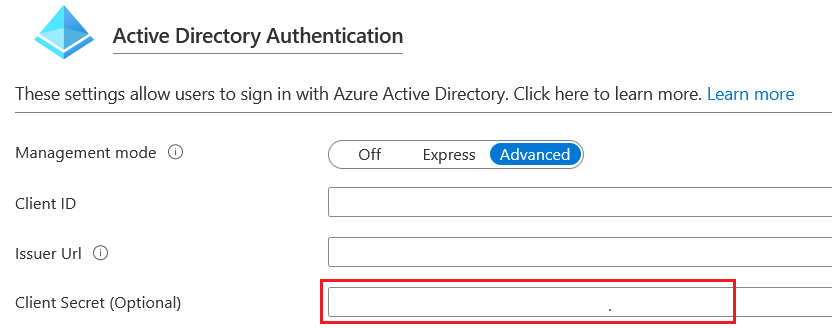 Active Directory Authentication
These settings allow users to sign in with Azure Active Directory. Click here to learn more. Learn more
Management mode Off Express Advanced
Client ID
Issuer Url
Client Secret (Optional) .